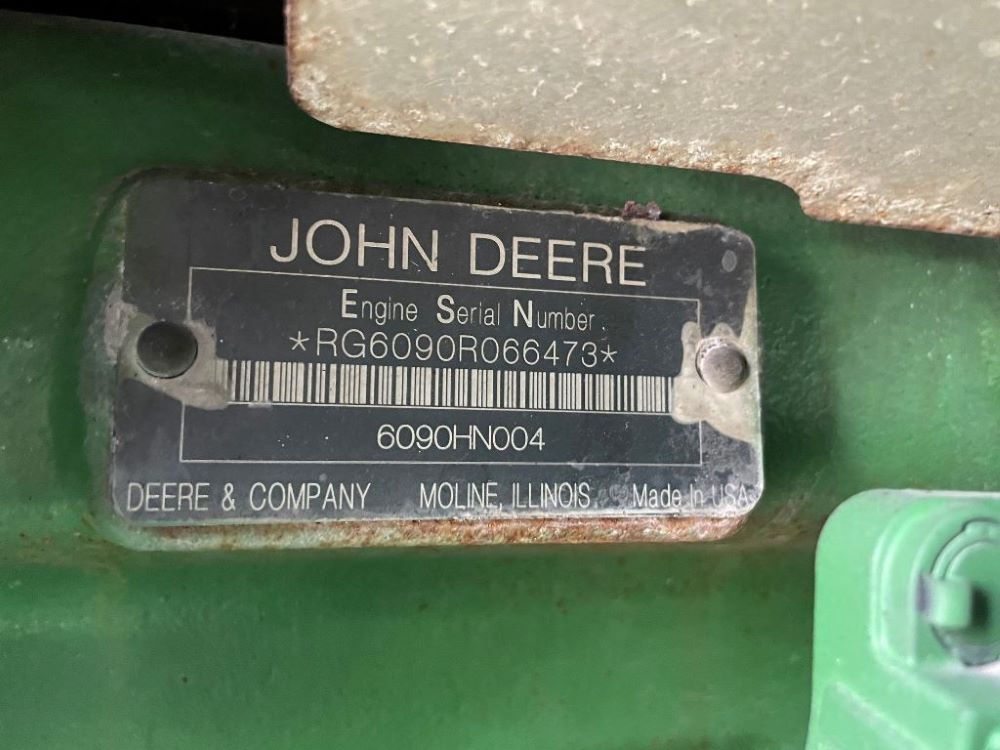 JOHN DEERE
Engine Serial Number
*RG6090R066473*
6090HN004
DEERE & COMPANY MOLINE, ILLINOIS Made In USA